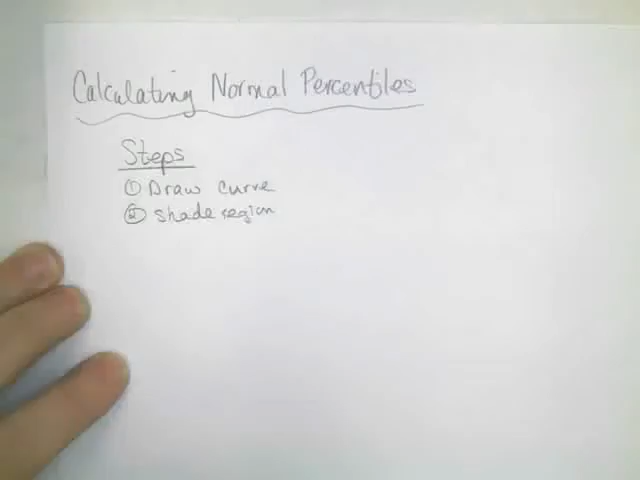 Calculating Normal Percentiles
Steps
① Draw curve
② Shade region